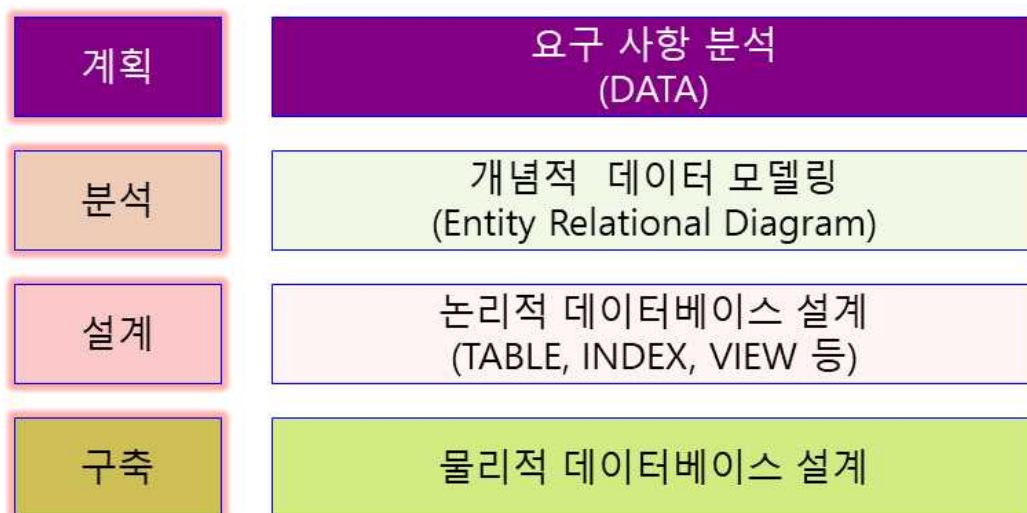 계획
요구 사항 분석
(DATA)
분석
개념적 데이터 모델링
(Entity Relational Diagram)
설계
논리적 데이터베이스 설계
(TABLE, INDEX, VIEW 등)
구축
물리적 데이터베이스 설계